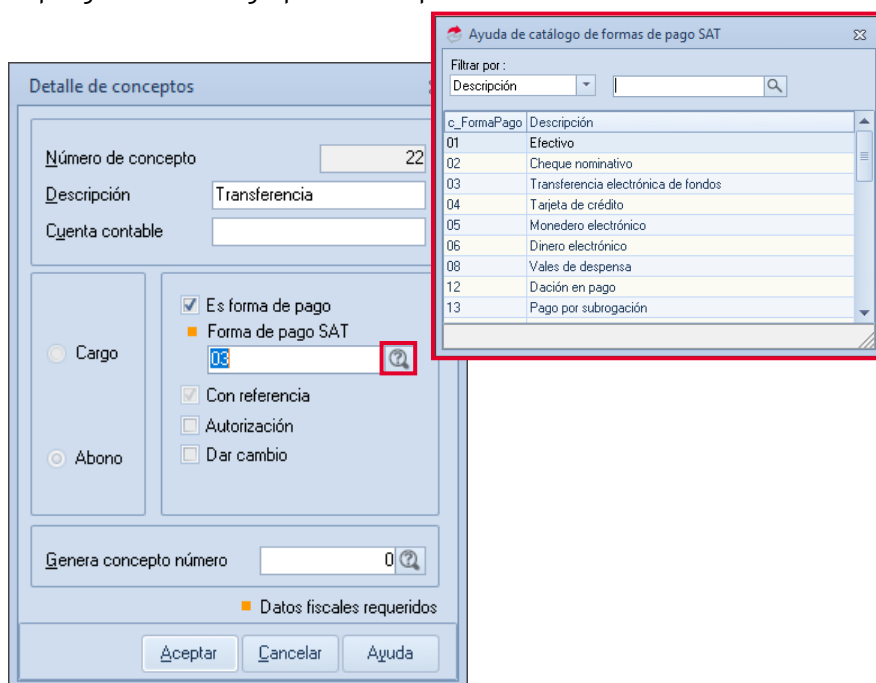 Detalle de conceptos
Número de concepto 22
Descripción Transferencia
Cuenta contable
Cargo
Abono
Es forma de pago
Forma de pago SAT
03
Con referencia
Autorización
Dar cambio
Genera concepto número 0
Datos fiscales requeridos
Aceptar Cancelar Ayuda
Ayuda de catálogo de formas de pago SAT
Filtrar por :
Descripción
c_FormaPago Descripción
01 Efectivo
02 Cheque nominativo
03 Transferencia electrónica de fondos
04 Tarjeta de crédito
05 Monedero electrónico
06 Dinero electrónico
08 Vales de despensa
12 Dación en pago
13 Pago por subrogación